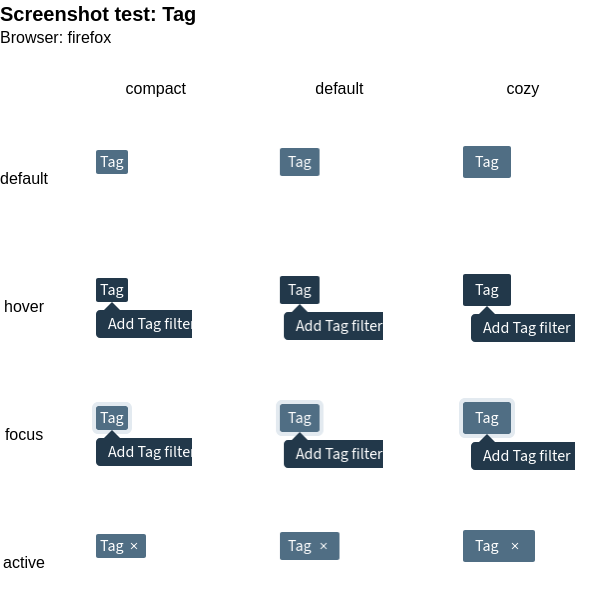 Screenshot test: Tag
Browser: firefox
compact default cozy
default Tag Tag Tag
hover Tag Tag Tag
Add Tag filter Add Tag filter Add Tag filter
focus Tag Tag Tag
Add Tag filter Add Tag filter Add Tag filter
active Tag × Tag × Tag ×